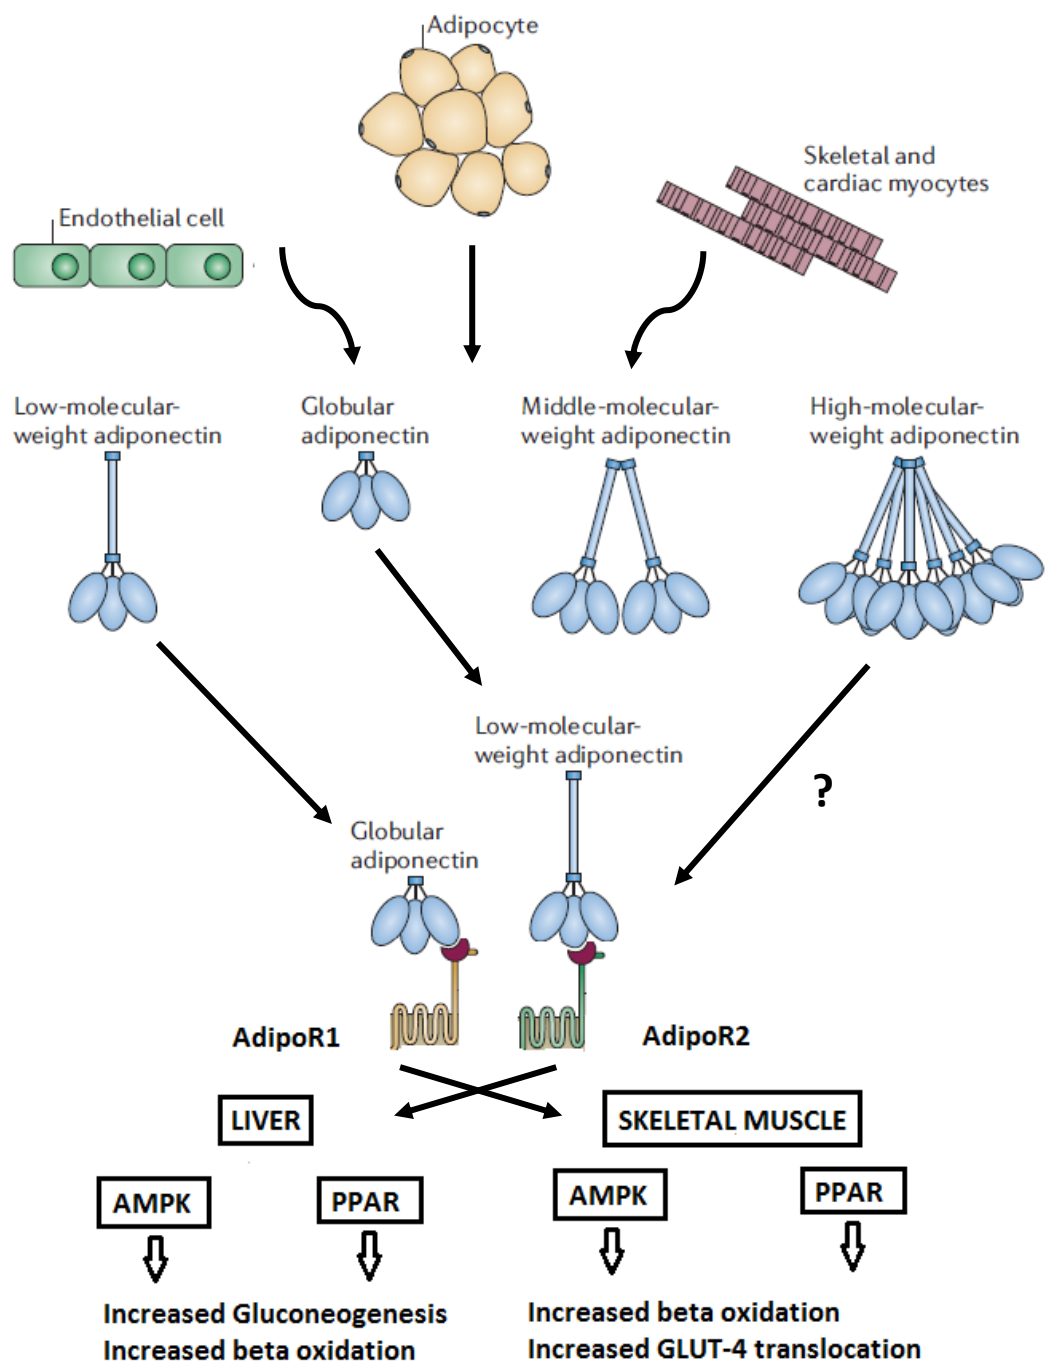 Adipocyte
Skeletal and
cardiac myocytes
Endothelial cell
Low-molecular-
weight adiponectin
Globular
adiponectin
Middle-molecular-
weight adiponectin
High-molecular-
weight adiponectin
Low-molecular-
weight adiponectin
?
Globular
adiponectin
AdipoR1
AdipoR2
LIVER
SKELETAL MUSCLE
AMPK
PPAR
AMPK
PPAR
Increased Gluconeogenesis
Increased beta oxidation
Increased beta oxidation
Increased GLUT-4 translocation